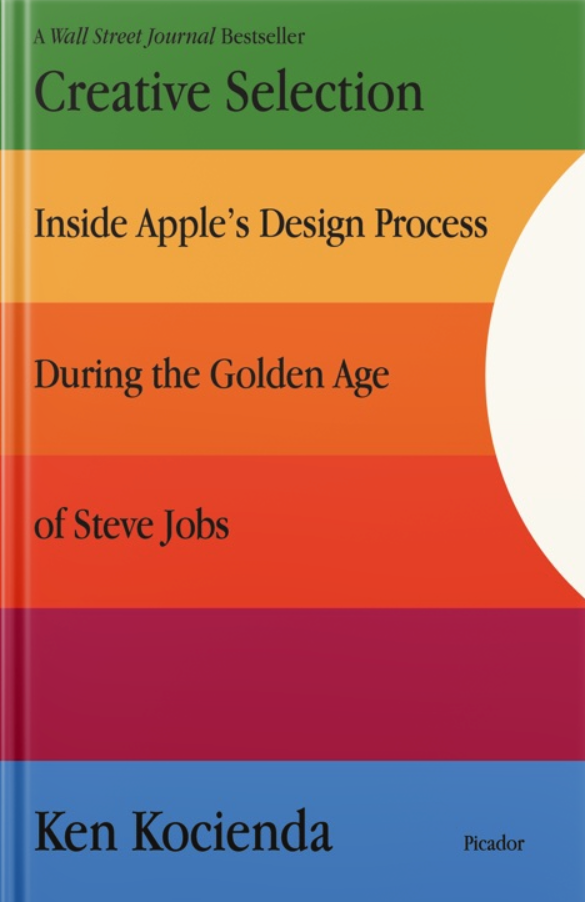 A Wall Street Journal Bestseller
Creative Selection
Inside Apple’s Design Process
During the Golden Age
of Steve Jobs
Ken Kocienda
Picador